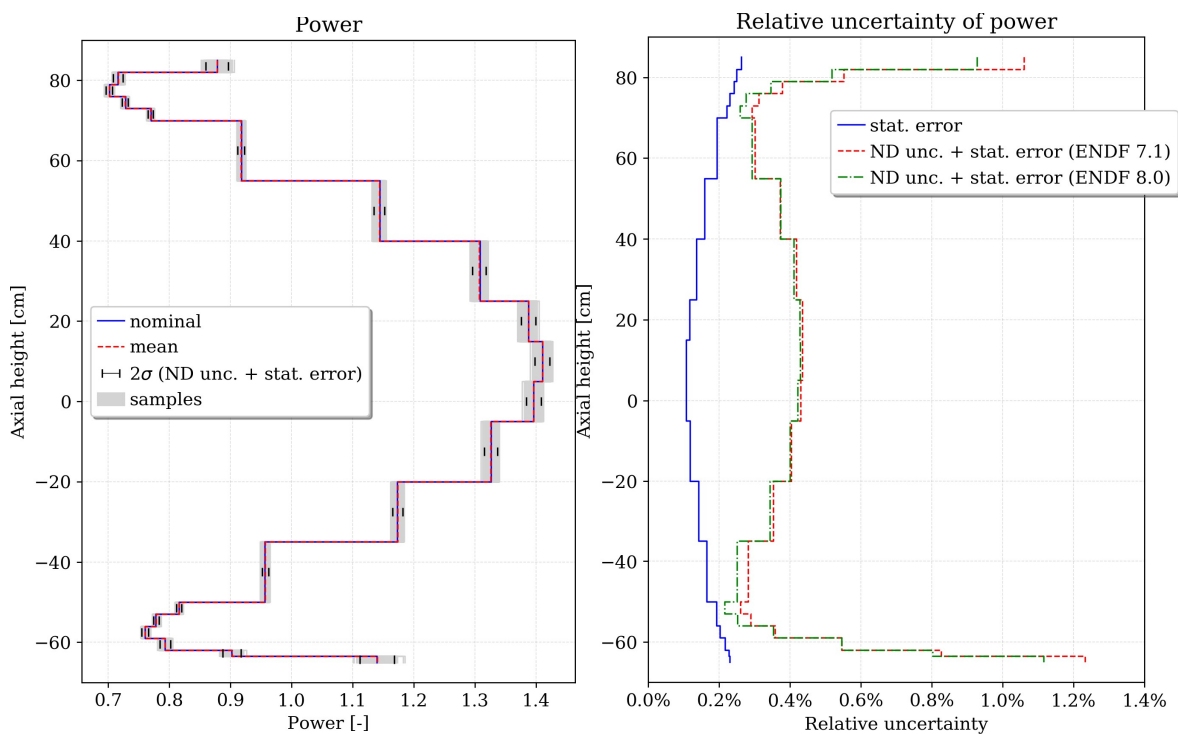 Power
Axial height [cm]
80
60
40
20
0
−20
−40
−60
nominal
mean
2σ (ND unc. + stat. error)
samples
0.7 0.8 0.9 1.0 1.1 1.2 1.3 1.4
Power [-]
Relative uncertainty of power
Axial height [cm]
80
60
40
20
0
−20
−40
−60
stat. error
ND unc. + stat. error (ENDF 7.1)
ND unc. + stat. error (ENDF 8.0)
0.0% 0.2% 0.4% 0.6% 0.8% 1.0% 1.2% 1.4%
Relative uncertainty